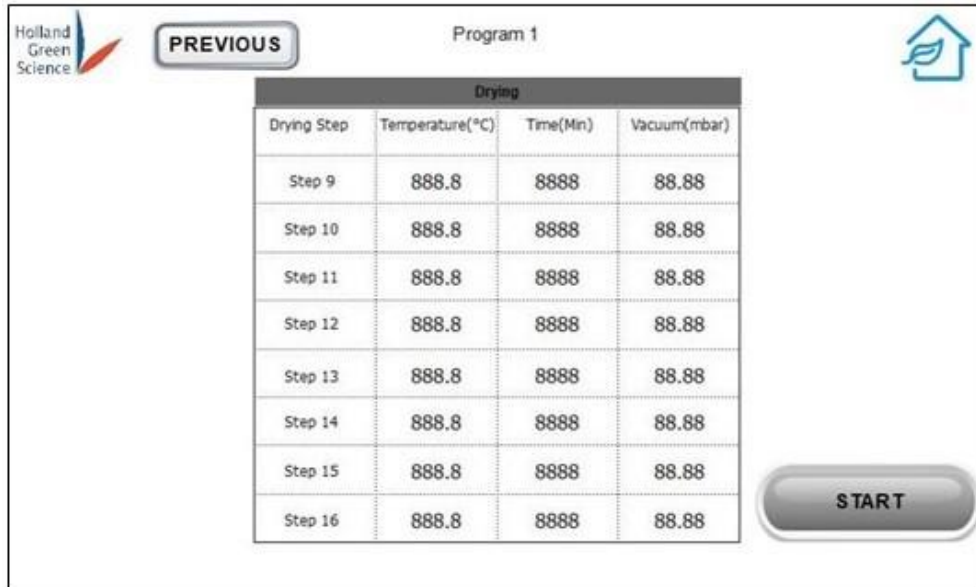 Holland
Green
Science
PREVIOUS
Program 1
Drying
Drying Step Temperature(°C) Time(Min) Vacuum(mbar)
Step 9 888.8 8888 88.88
Step 10 888.8 8888 88.88
Step 11 888.8 8888 88.88
Step 12 888.8 8888 88.88
Step 13 888.8 8888 88.88
Step 14 888.8 8888 88.88
Step 15 888.8 8888 88.88
Step 16 888.8 8888 88.88
START